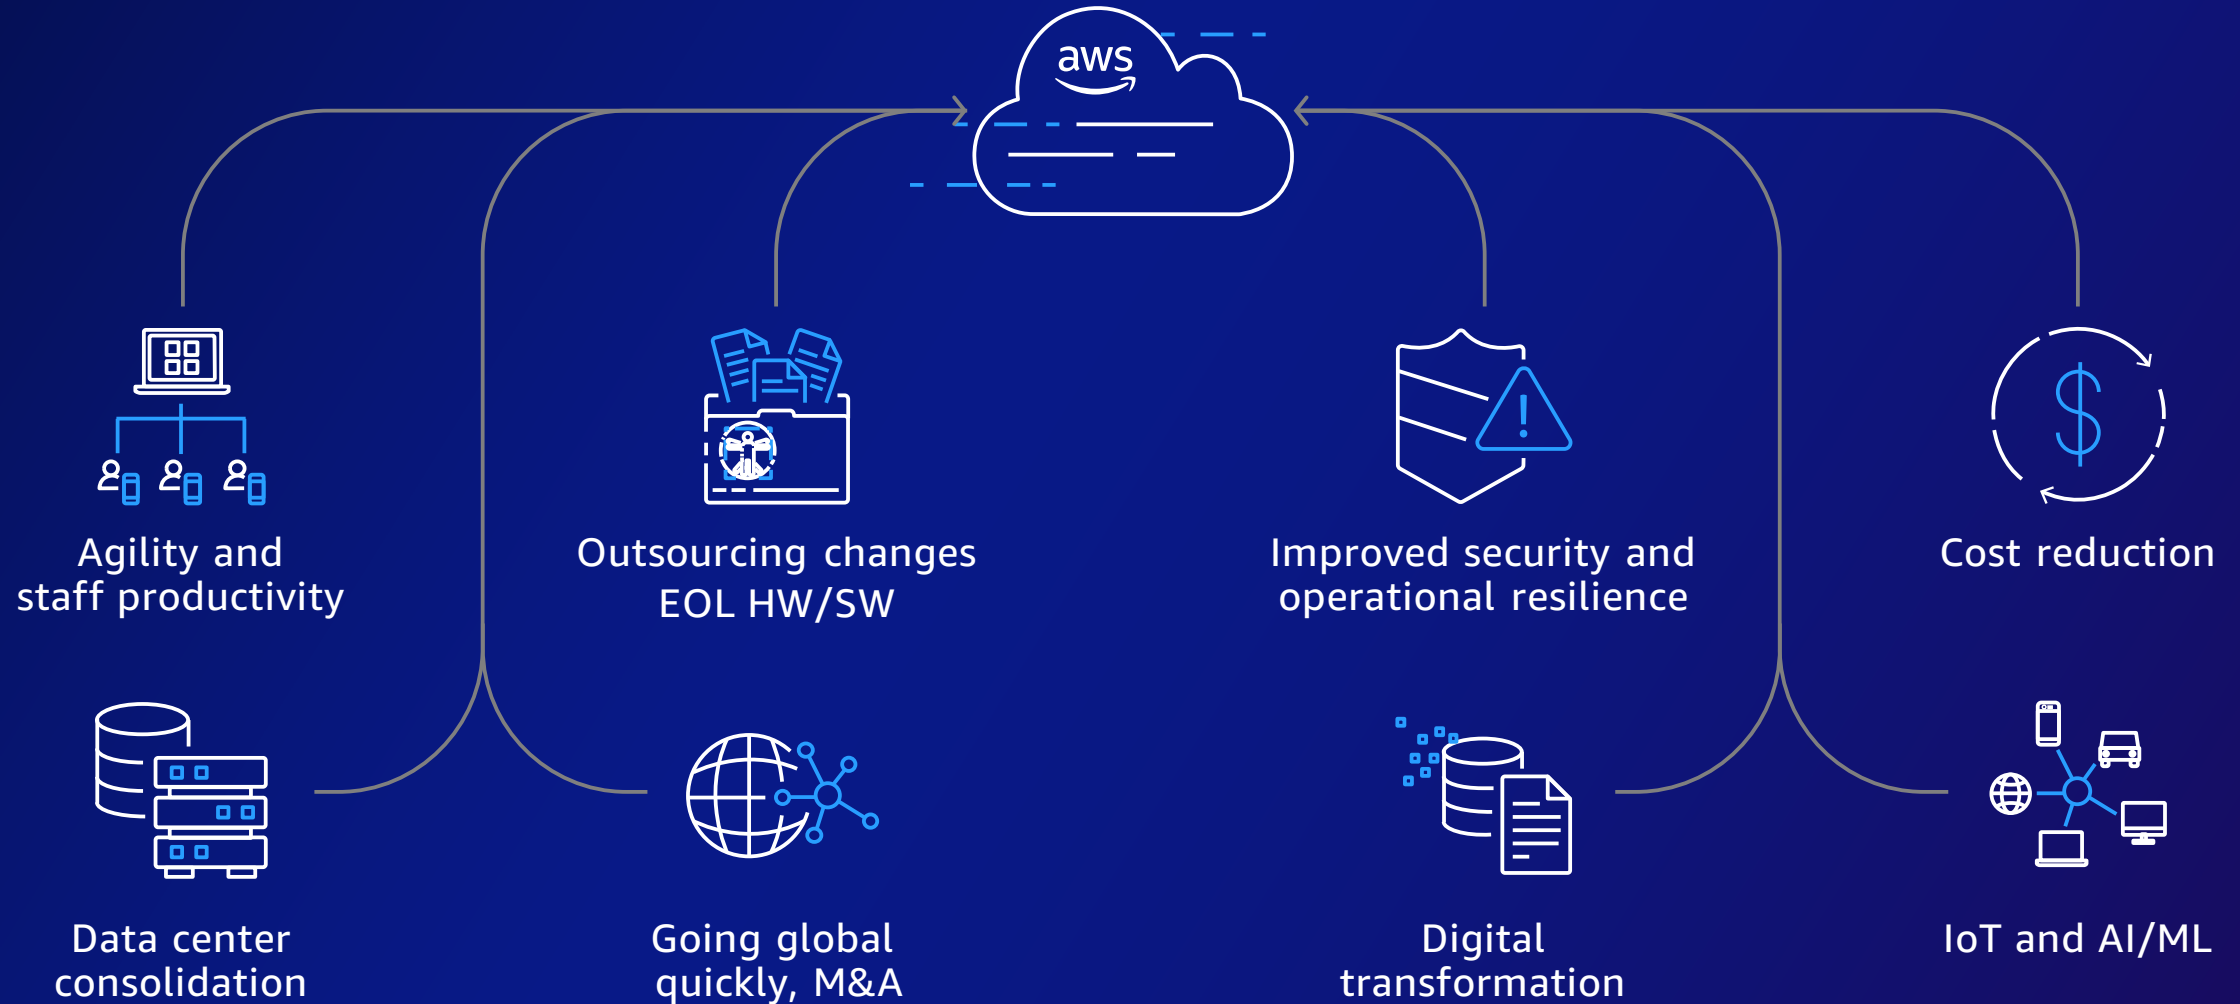 aws
Agility and
staff productivity
Outsourcing changes
EOL HW/SW
Improved security and
operational resilience
Cost reduction
Data center
consolidation
Going global
quickly, M&A
Digital
transformation
IoT and AI/ML